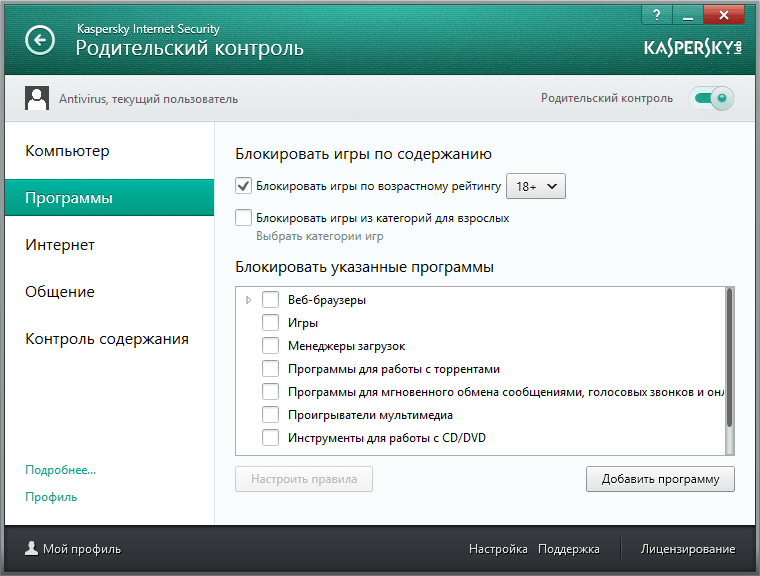 Kaspersky Internet Security
Родительский контроль
?
KASPERSKY lab
Antivirus, текущий пользователь
Родительский контроль
Компьютер
Программы
Интернет
Общение
Контроль содержания
Подробнее...
Профиль
Блокировать игры по содержанию
Блокировать игры по возрастному рейтингу 18+
Блокировать игры из категорий для взрослых
Выбрать категории игр
Блокировать указанные программы
Веб-браузеры
Игры
Менеджеры загрузок
Программы для работы с торрентами
Программы для мгновенного обмена сообщениями, голосовых звонков и онл
Проигрыватели мультимедиа
Инструменты для работы с CD/DVD
Настроить правила
Добавить программу
Мой профиль
Настройка Поддержка Лицензирование